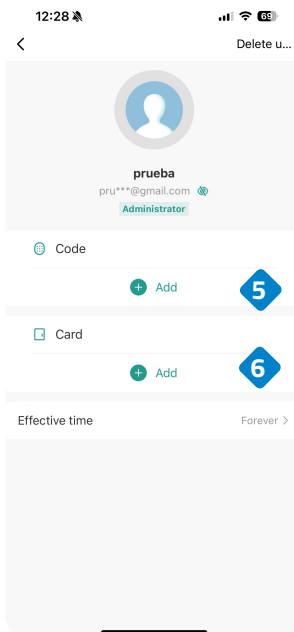 12:28 69
Delete u...
prueba
pru***@gmail.com
Administrator
Code
Add 5
Card
Add 6
Effective time Forever